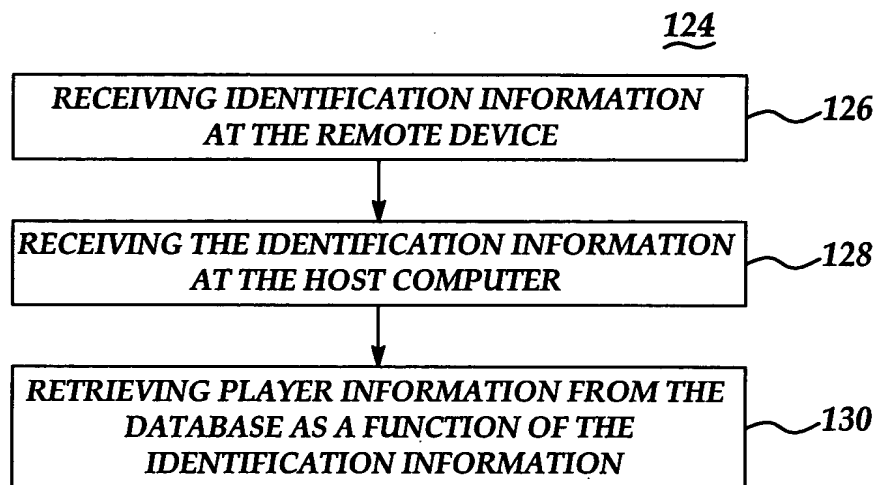 124
RECEIVING IDENTIFICATION INFORMATION
AT THE REMOTE DEVICE
126
RECEIVING THE IDENTIFICATION INFORMATION
AT THE HOST COMPUTER
128
RETRIEVING PLAYER INFORMATION FROM THE
DATABASE AS A FUNCTION OF THE
IDENTIFICATION INFORMATION
130